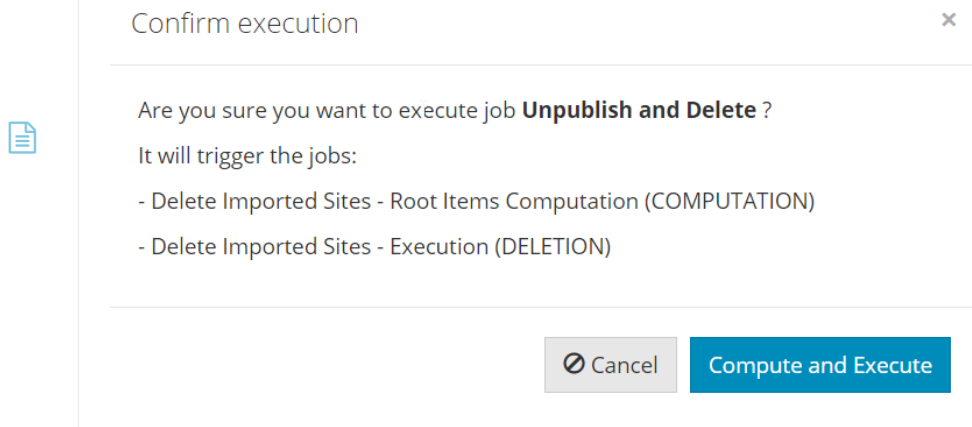 Confirm execution
×
Are you sure you want to execute job Unpublish and Delete ?
It will trigger the jobs:
- Delete Imported Sites - Root Items Computation (COMPUTATION)
- Delete Imported Sites - Execution (DELETION)
Cancel
Compute and Execute